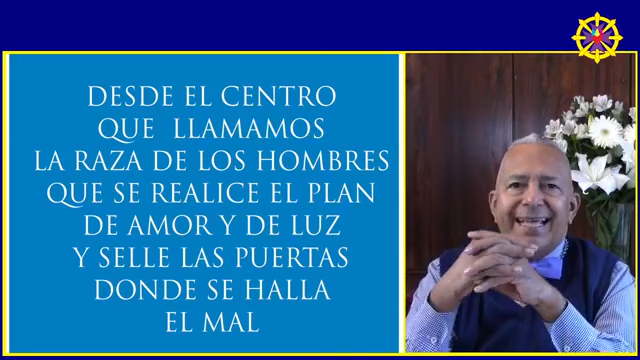 DESDE EL CENTRO
QUE LLAMAMOS
LA RAZA DE LOS HOMBRES
QUE SE REALICE EL PLAN
DE AMOR Y DE LUZ
Y SELLE LAS PUERTAS
DONDE SE HALLA
EL MAL